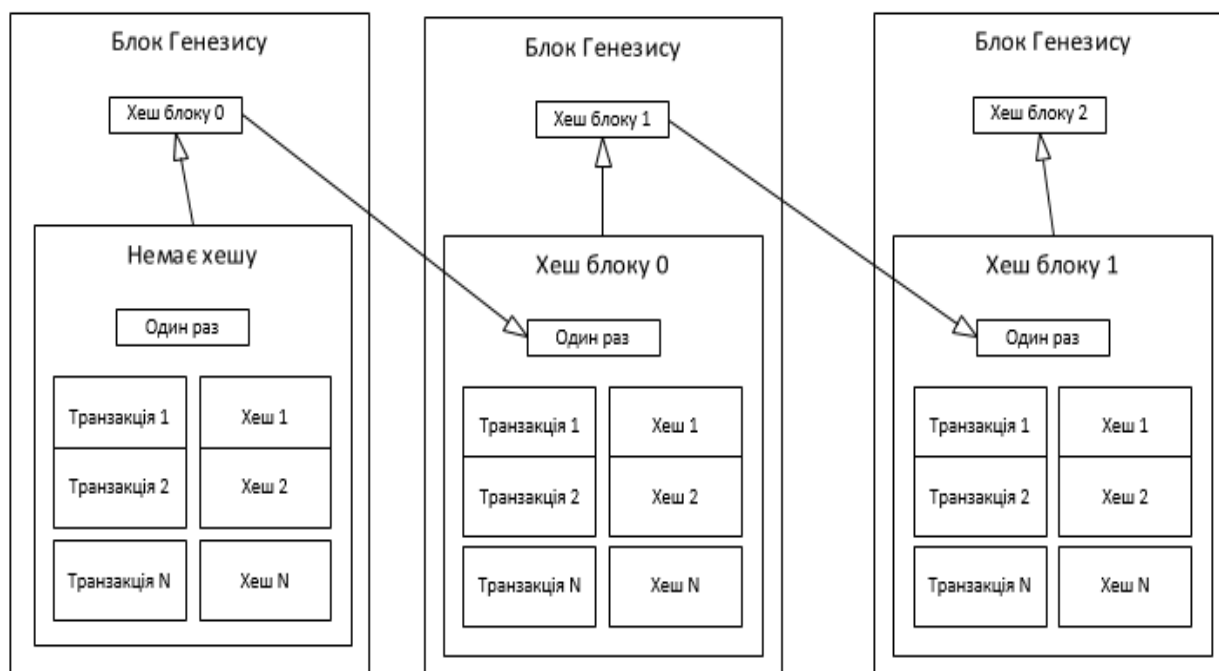 Блок Генезису
Хеш блоку 0
Немає хешу
Один раз
Транзакція 1
Хеш 1
Транзакція 2
Хеш 2
Транзакція N
Хеш N
Блок Генезису
Хеш блоку 1
Хеш блоку 0
Один раз
Транзакція 1
Хеш 1
Транзакція 2
Хеш 2
Транзакція N
Хеш N
Блок Генезису
Хеш блоку 2
Хеш блоку 1
Один раз
Транзакція 1
Хеш 1
Транзакція 2
Хеш 2
Транзакція N
Хеш N